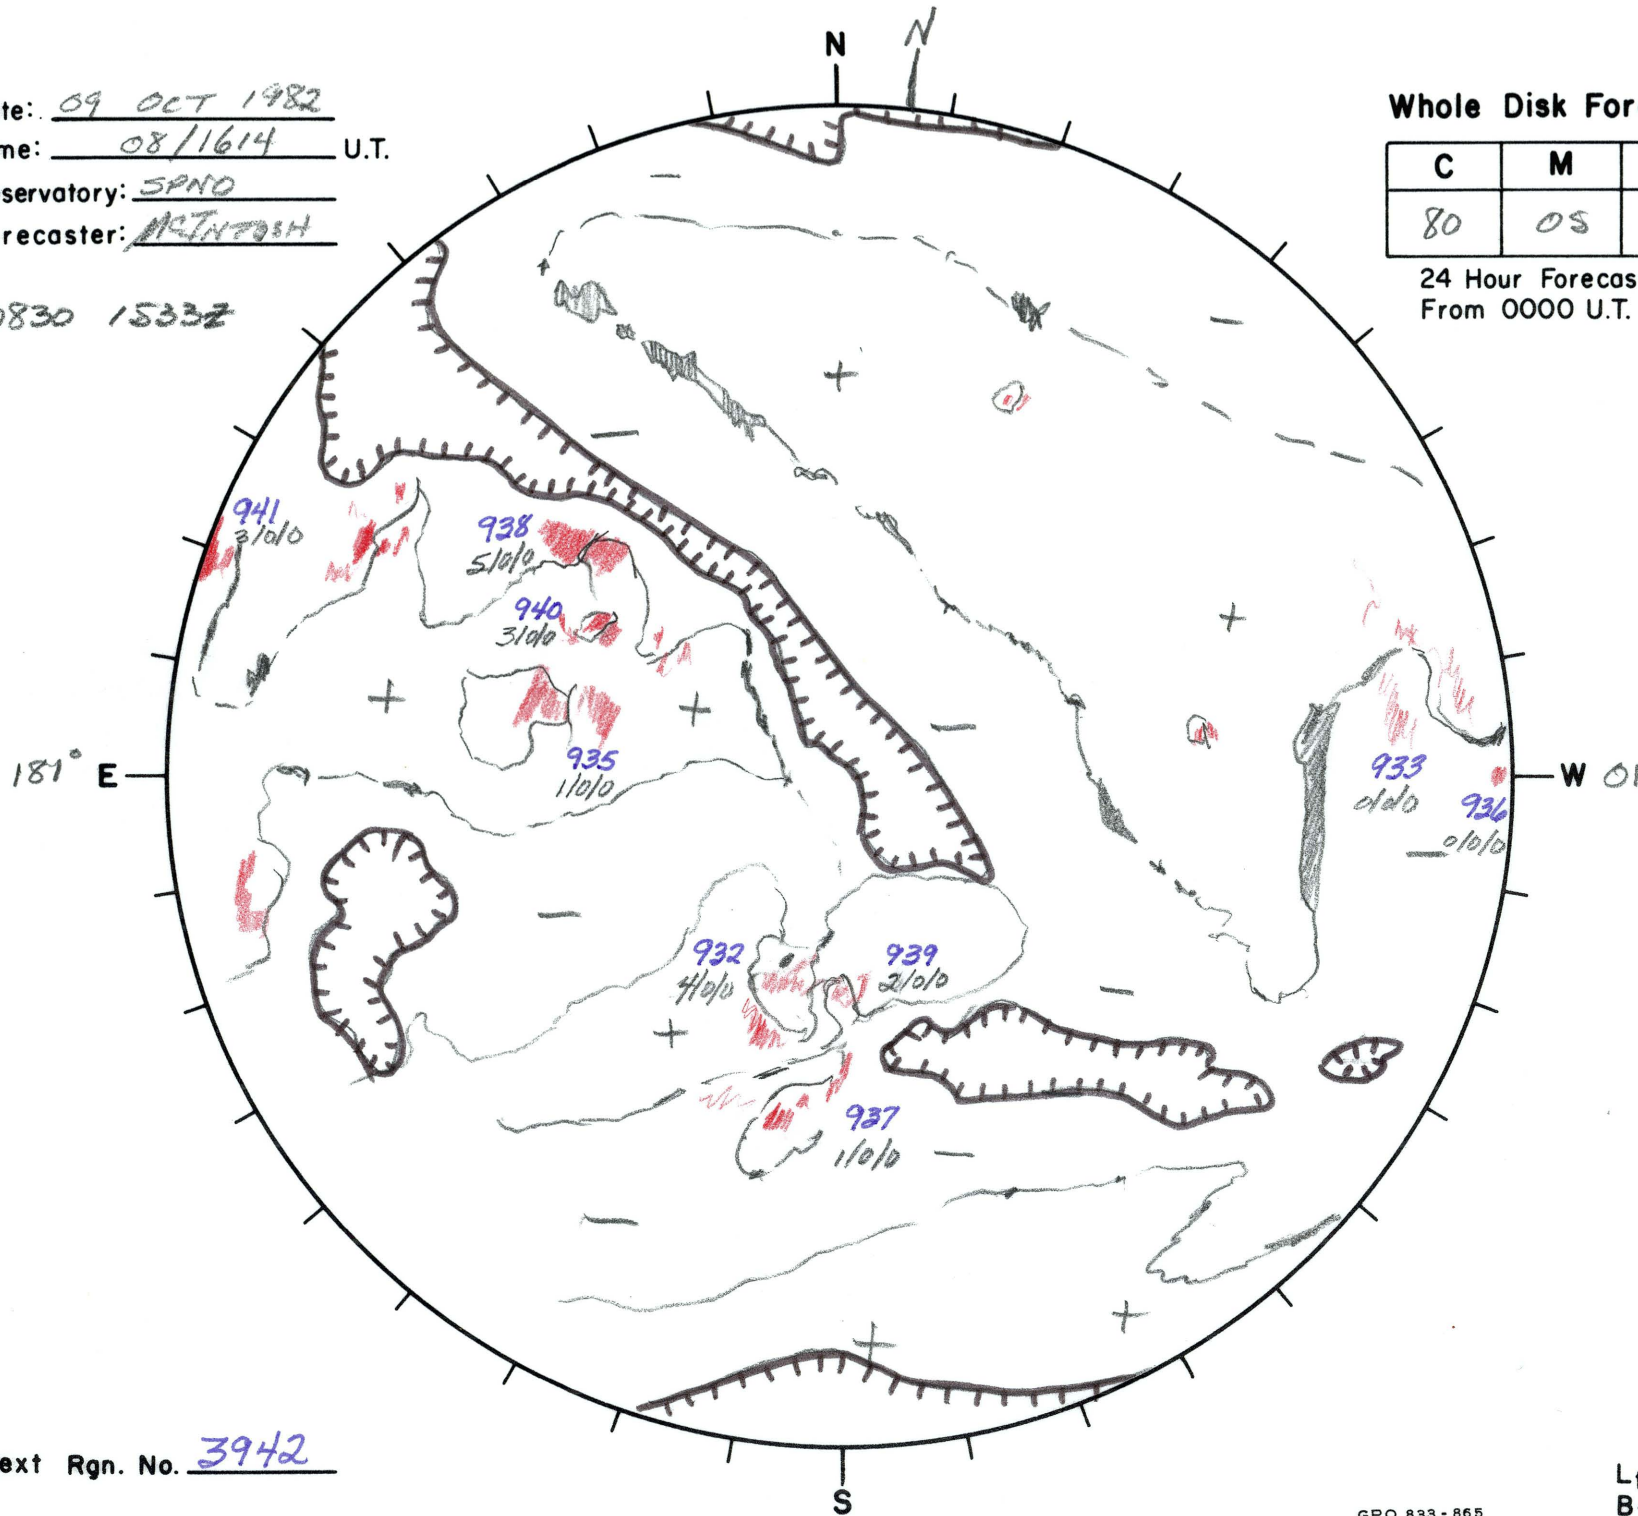 N
N
te: 09 OCT 1982
me: 08/1614 U.T.
servatory: SPNO
recaster: McINTOSH
0830 1533Z
Whole Disk For
C M
80 05
24 Hour Forecas
From 0000 U.T.
941
3/0/0
938
5/0/0
940
3/0/0
935
1/0/0
181° E
933
0/0/0
W 01
936
0/0/0
932
4/0/0
939
2/0/0
937
1/0/0
ext Rgn. No. 3942
S
GPO 833-865
L
B